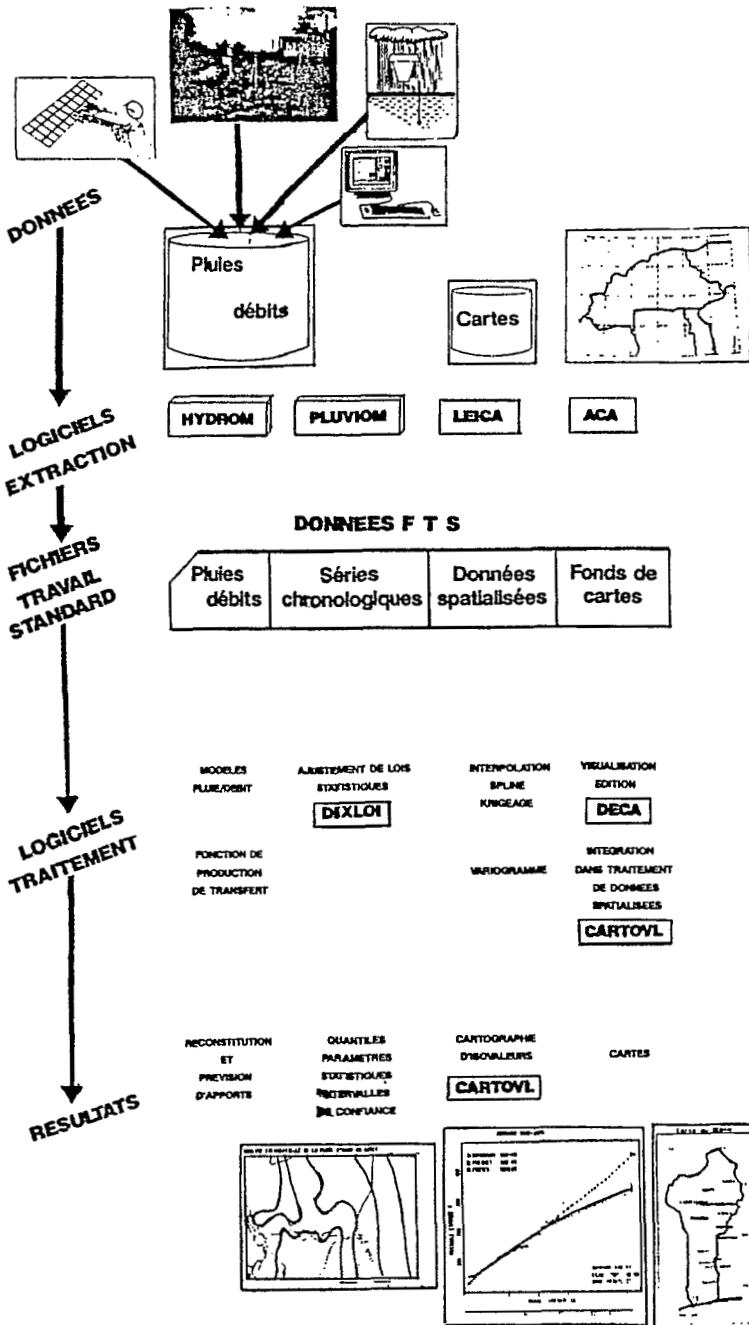 DONNEES
Pluies
débits
Cartes
LOGICIELS
EXTRACTION
HYDROM
PLUVIOM
LEICA
ACA
DONNEES F T S
FICHIERS
TRAVAIL
STANDARD
Pluies
débits
Séries
chronologiques
Données
spatialisées
Fonds de
cartes
LOGICIELS
TRAITEMENT
MODELES
PLUIE/DEBIT
AJUSTEMENT DE LOIS
STATISTIQUES
DIXLOI
INTERPOLATION
SPLINE
KRIGEAGE
VISUALISATION
EDITION
DECA
FONCTION DE
PRODUCTION
DE TRANSFERT
VARIOGRAMME
INTEGRATION
DANS TRAITEMENT
DE DONNEES
SPATIALISEES
CARTOVL
RESULTATS
RECONSTITUTION
ET
PREVISION
D'APPORTS
QUANTILES
PARAMETRES
STATISTIQUES
INTERVALLES
DE CONFIANCE
CARTOGRAPHIE
D'ISOVALEURS
CARTOVL
CARTES